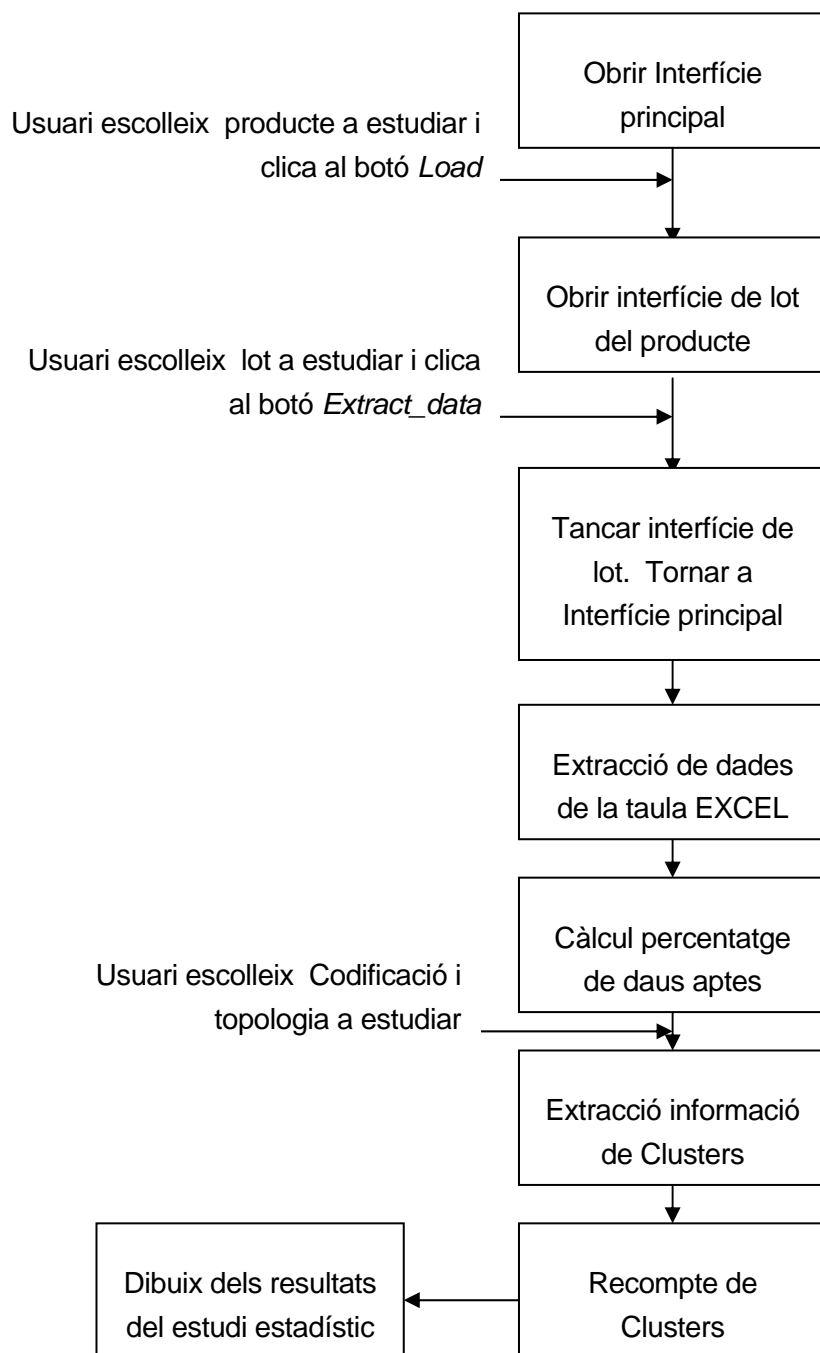 Obrir Interfície
principal
Usuari escolleix producte a estudiar i
clica al botó Load
Obrir interfície de lot
del producte
Usuari escolleix lot a estudiar i clica
al botó Extract_data
Tancar interfície de
lot. Tornar a
Interfície principal
Extracció de dades
de la taula EXCEL
Càlcul percentatge
de daus aptes
Usuari escolleix Codificació i
topologia a estudiar
Extracció informació
de Clusters
Recompte de
Clusters
Dibuix dels resultats
del estudi estadístic